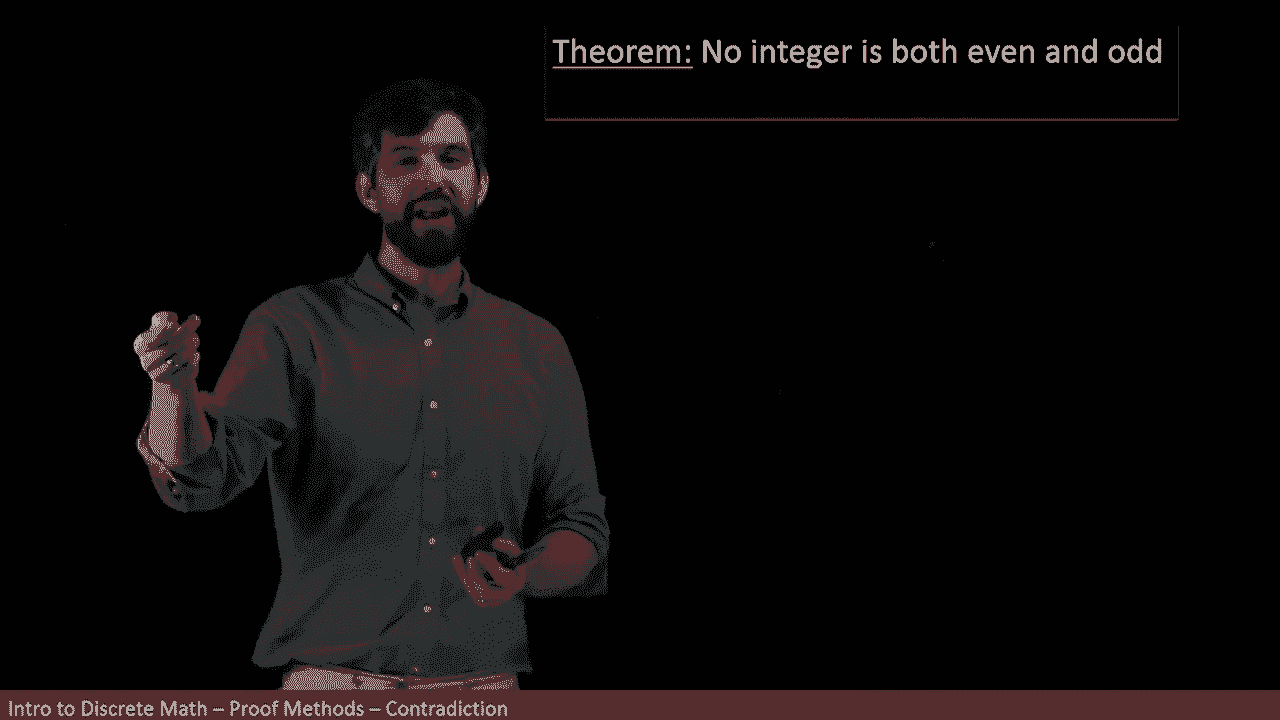 Theorem: No integer is both even and odd
Intro to Discrete Math – Proof Methods – Contradiction